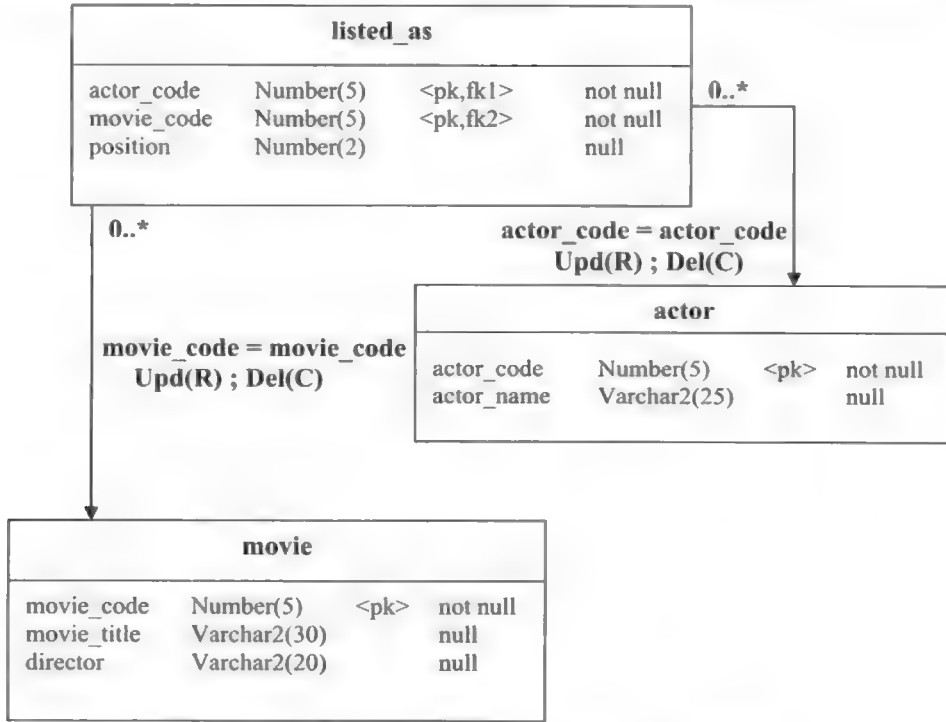 listed_as
actor_code Number(5) <pk,fk1> not null
movie_code Number(5) <pk,fk2> not null
position Number(2) null
0..*
0..*
actor_code = actor_code
Upd(R) ; Del(C)
actor
actor_code Number(5) <pk> not null
actor_name Varchar2(25) null
movie_code = movie_code
Upd(R) ; Del(C)
movie
movie_code Number(5) <pk> not null
movie_title Varchar2(30) null
director Varchar2(20) null